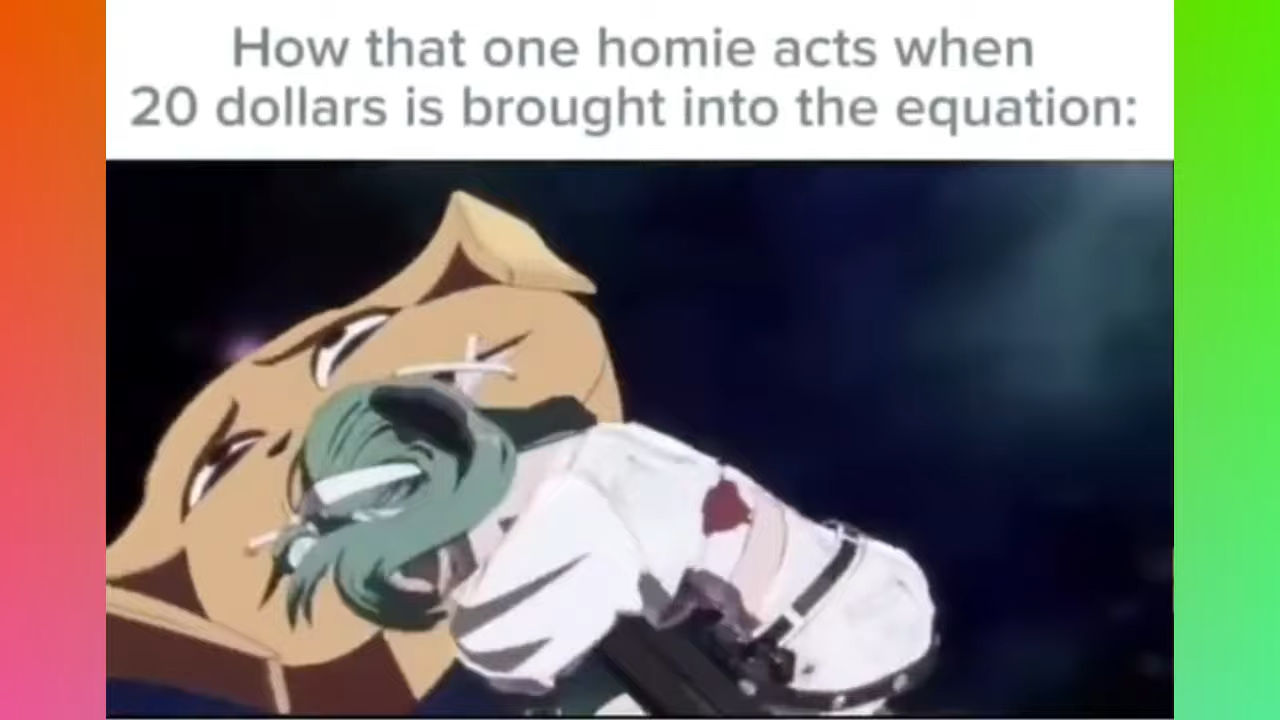 How that one homie acts when
20 dollars is brought into the equation: